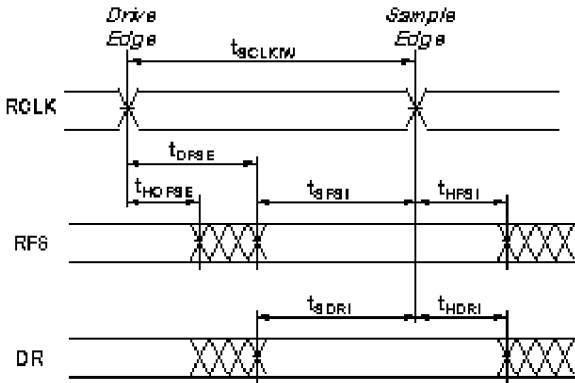 Drive
Edge
Sample
Edge
tSCLKIW
RCLK
tDFSE
tHOFSE
tSFSI
tHFSI
RFS
tSDRI
tHDRI
DR